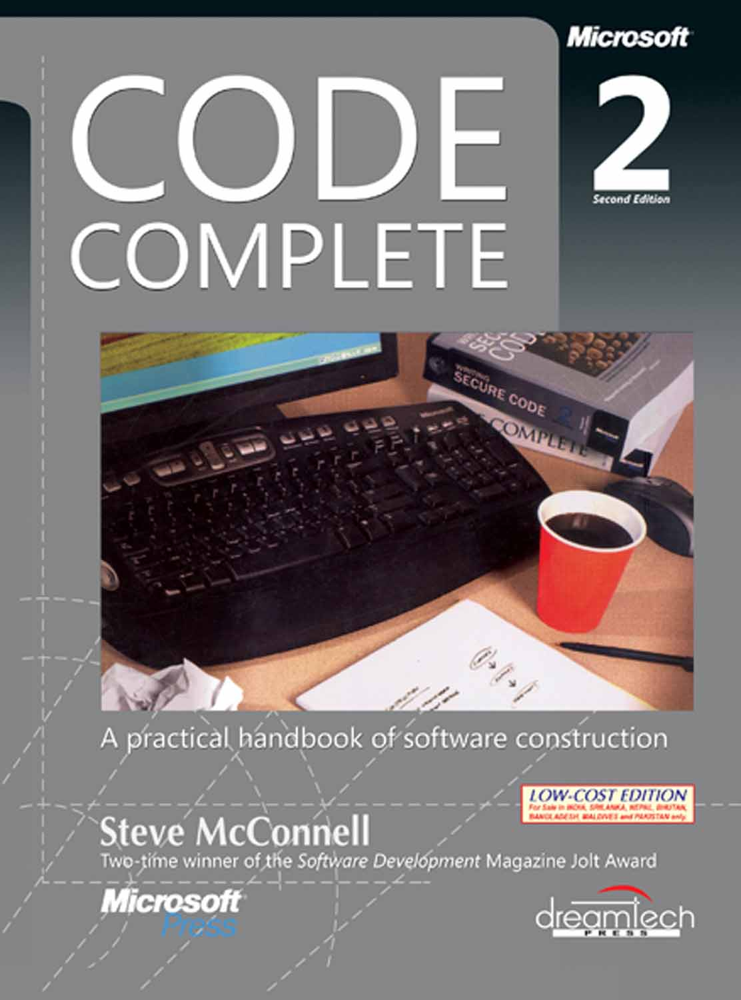 Microsoft
CODE
COMPLETE
2
Second Edition
WRITING
SECURE CODE
2
COMPLETE
Microsoft
A practical handbook of software construction
LOW-COST EDITION
For Sale in INDIA, SRILANKA, NEPAL, BHUTAN,
BANGLADESH, MALDIVES and PAKISTAN only.
Steve McConnell
Two-time winner of the Software Development Magazine Jolt Award
Microsoft
Press
dreamtech
PRESS